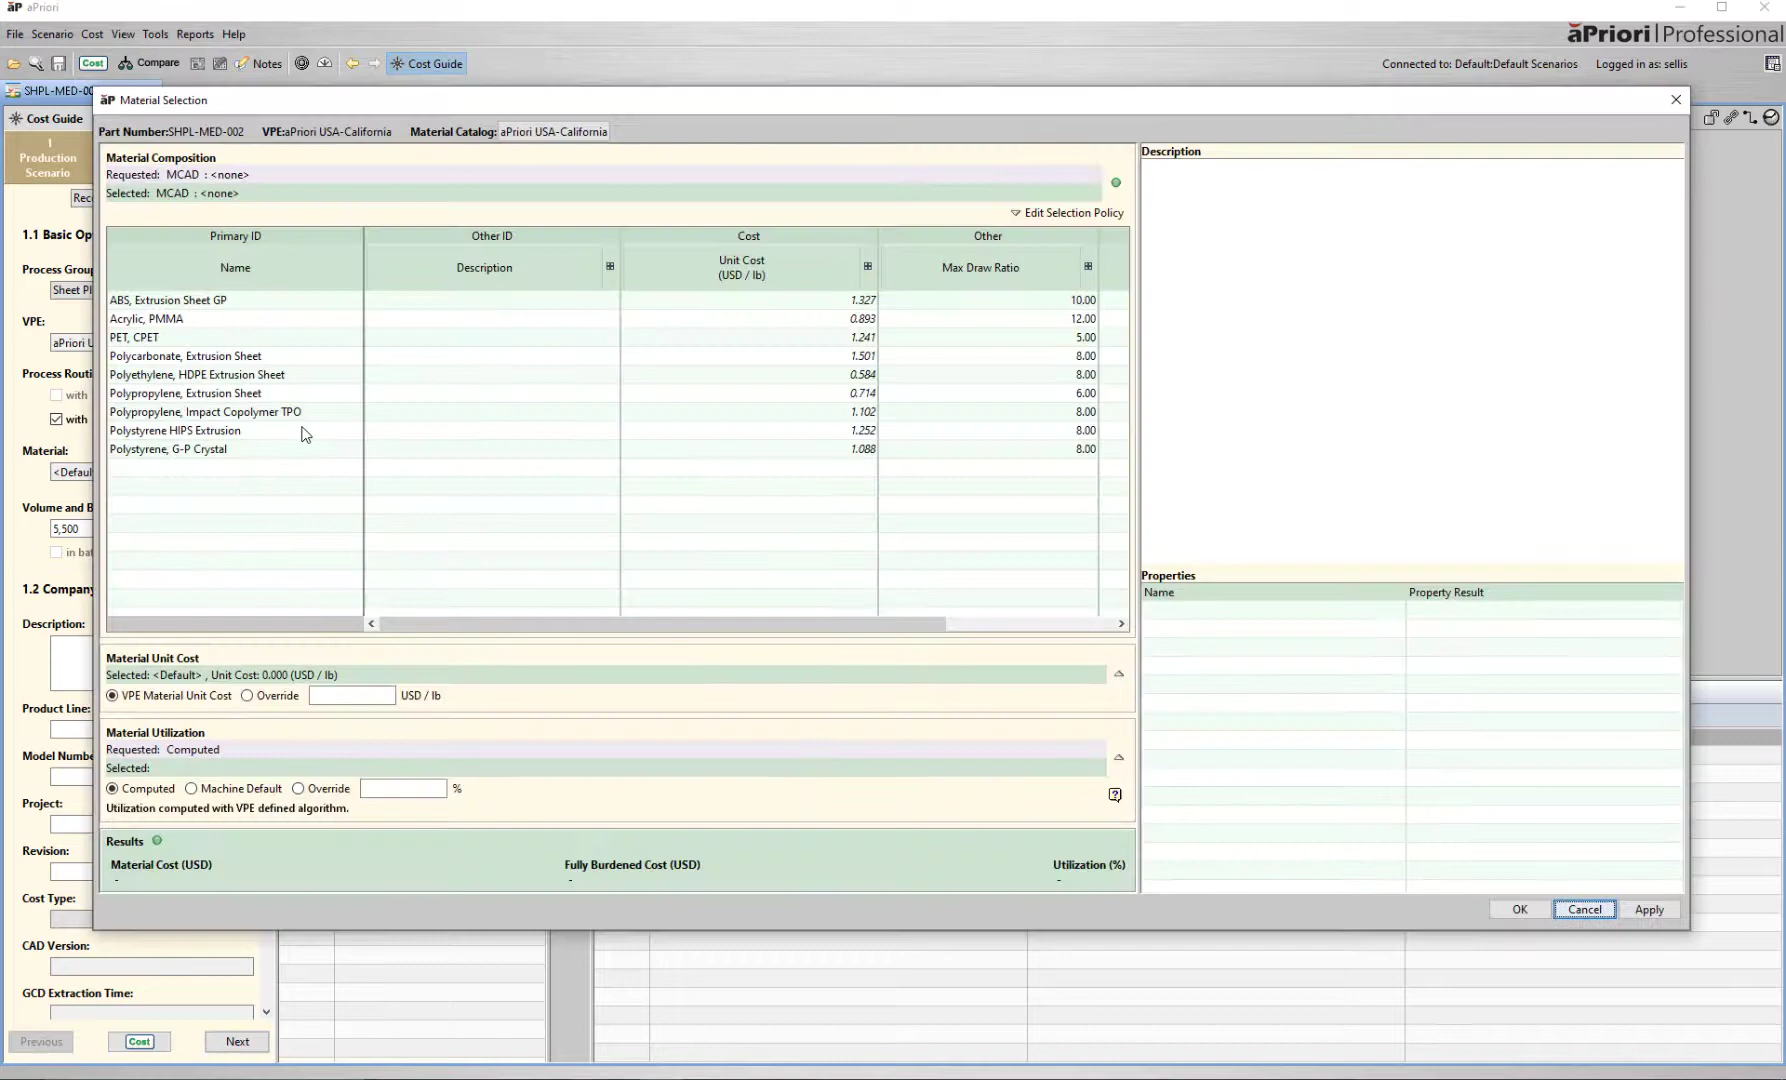 aP aPriori
File Scenario Cost View Tools Reports Help
aPriori | Professional
Cost Compare Notes Cost Guide
Connected to: Default:Default Scenarios Logged in as: sellis
SHPL-MED-00
aP Material Selection
Cost Guide
Part Number:SHPL-MED-002 VPE:aPriori USA-California Material Catalog: aPriori USA-California
1
Production
Scenario
Material Composition
Requested: MCAD : <none>
Selected: MCAD : <none>
Edit Selection Policy
Primary ID Other ID Cost Other
Name Description Unit Cost (USD / lb) Max Draw Ratio
ABS, Extrusion Sheet GP 1.327 10.00
Acrylic, PMMA 0.893 12.00
PET, CPET 1.241 5.00
Polycarbonate, Extrusion Sheet 1.501 8.00
Polyethylene, HDPE Extrusion Sheet 0.584 8.00
Polypropylene, Extrusion Sheet 0.714 6.00
Polypropylene, Impact Copolymer TPO 1.102 8.00
Polystyrene HIPS Extrusion 1.252 8.00
Polystyrene, G-P Crystal 1.088 8.00
Material Unit Cost
Selected: <Default> , Unit Cost: 0.000 (USD / lb)
VPE Material Unit Cost Override USD / lb
Material Utilization
Requested: Computed
Selected:
Computed Machine Default Override %
Utilization computed with VPE defined algorithm.
Results
Material Cost (USD) Fully Burdened Cost (USD) Utilization (%)
- - -
Description
Properties
Name Property Result
OK Cancel Apply
Rec
1.1 Basic Op
Process Group
Sheet Pl
VPE:
aPriori U
Process Routi
with
with
Material:
<Defaul
Volume and B
5,500
in bat
1.2 Company
Description:
Product Line:
Model Numbe
Project:
Revision:
Cost Type:
CAD Version:
GCD Extraction Time:
Previous Cost Next